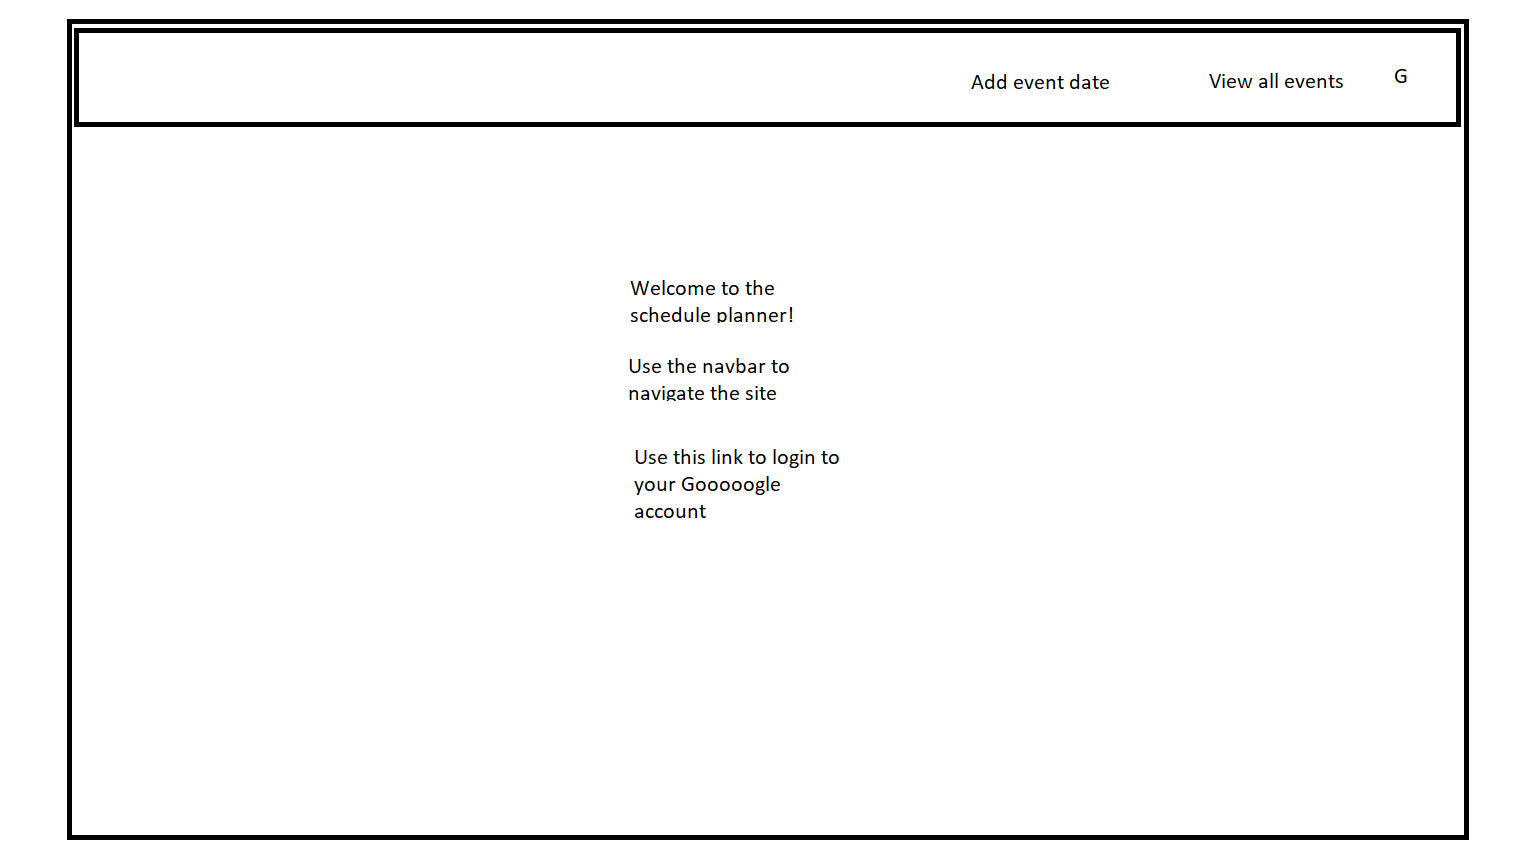 Add event date View all events G
Welcome to the
schedule planner!
Use the navbar to
navigate the site
Use this link to login to
your Gooooogle
account